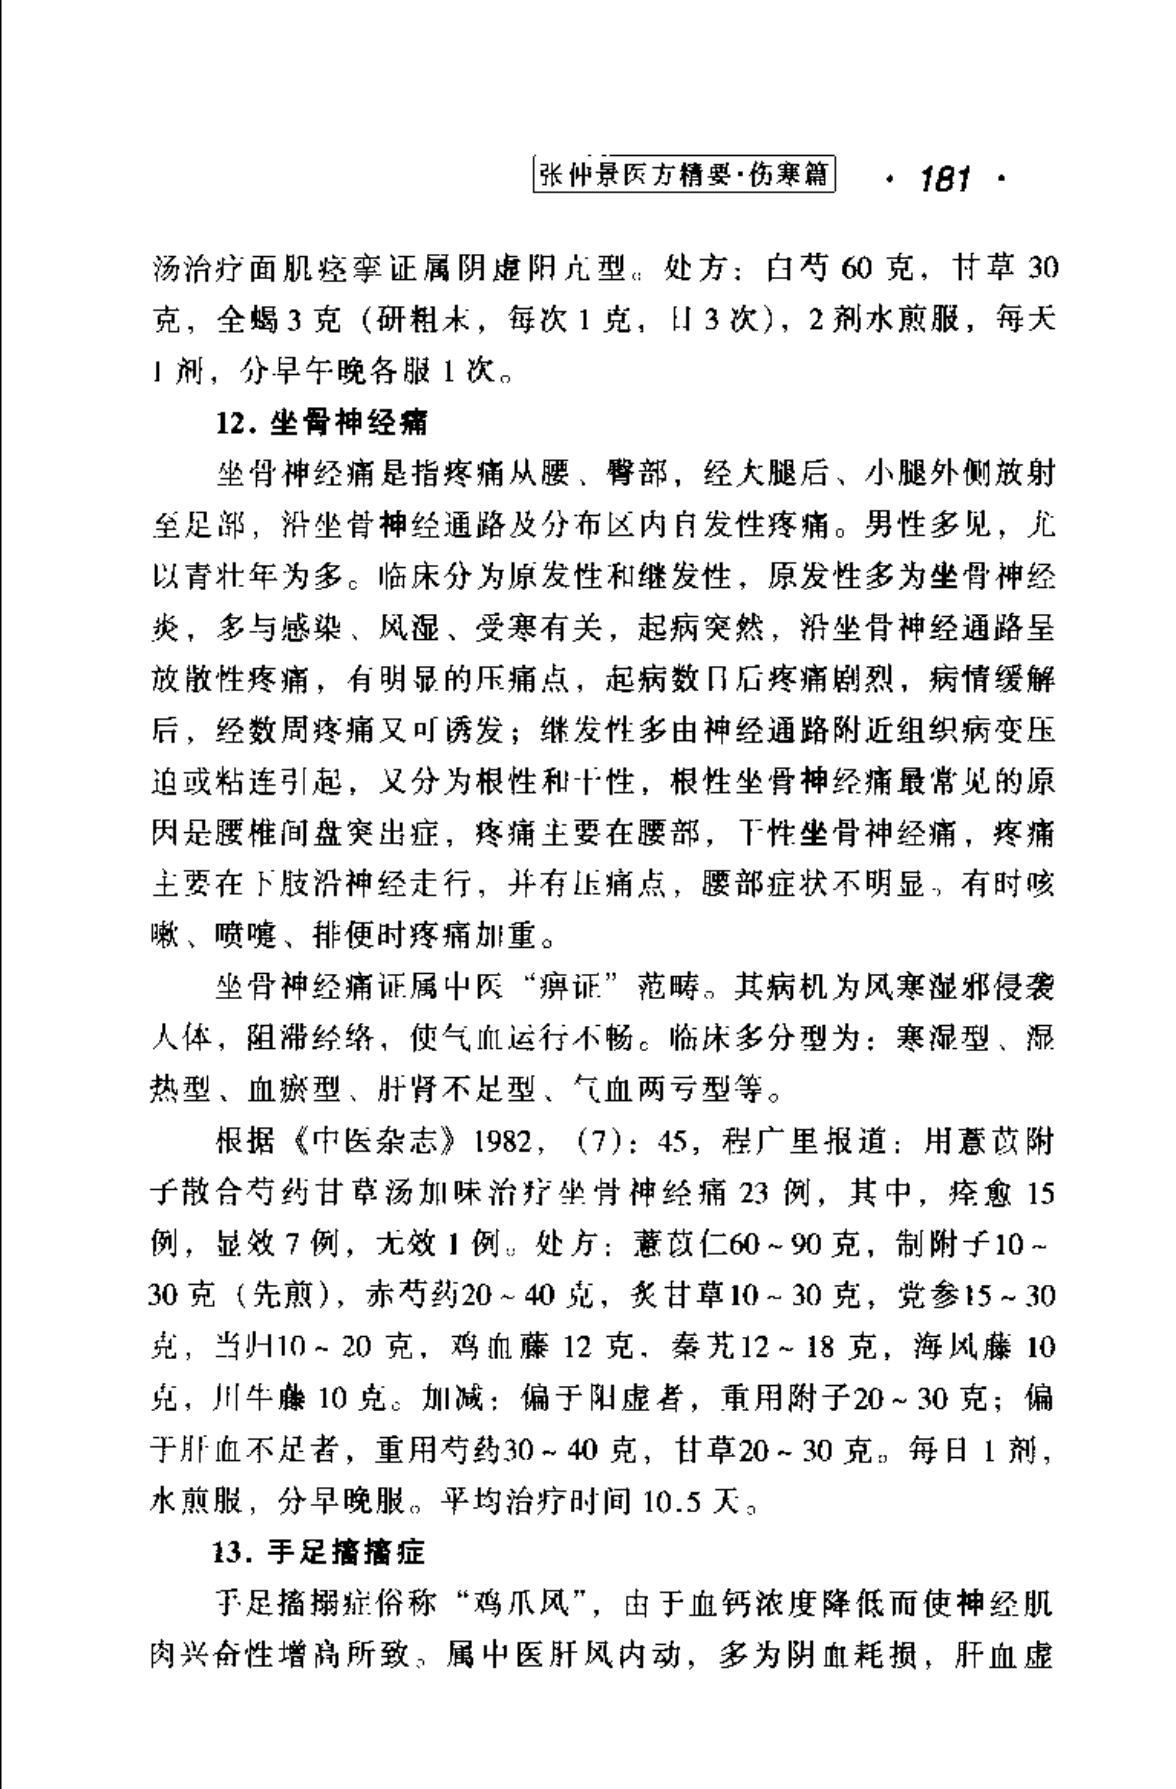 张仲景医方精要·伤寒篇 · 181 ·
汤治疗面肌痉挛证属阴虚阳亢型。处方：白芍 60 克，甘草 30
克，全蝎 3 克（研粗末，每次 1 克，日 3 次），2 剂水煎服，每天
1 剂，分早午晚各服 1 次。
12. 坐骨神经痛
坐骨神经痛是指疼痛从腰、臀部，经大腿后、小腿外侧放射
至足部，沿坐骨神经通路及分布区内自发性疼痛。男性多见，尤
以青壮年为多。临床分为原发性和继发性，原发性多为坐骨神经
炎，多与感染、风湿、受寒有关，起病突然，沿坐骨神经通路呈
放散性疼痛，有明显的压痛点，起病数日后疼痛剧烈，病情缓解
后，经数周疼痛又可诱发；继发性多由神经通路附近组织病变压
迫或粘连引起，又分为根性和干性，根性坐骨神经痛最常见的原
因是腰椎间盘突出症，疼痛主要在腰部，干性坐骨神经痛，疼痛
主要在下肢沿神经走行，并有压痛点，腰部症状不明显。有时咳
嗽、喷嚏、排便时疼痛加重。
坐骨神经痛证属中医“痹证”范畴。其病机为风寒湿邪侵袭
人体，阻滞经络，使气血运行不畅。临床多分型为：寒湿型、湿
热型、血瘀型、肝肾不足型、气血两亏型等。
根据《中医杂志》1982，（7）：45，程广里报道：用薏苡附
子散合芍药甘草汤加味治疗坐骨神经痛 23 例，其中，痊愈 15
例，显效 7 例，无效 1 例。处方：薏苡仁60～90 克，制附子10～
30 克（先煎），赤芍药20～40 克，炙甘草10～30 克，党参15～30
克，当归10～20 克，鸡血藤 12 克，秦艽12～18 克，海风藤 10
克，川牛藤 10 克。加减：偏于阳虚者，重用附子20～30 克；偏
于肝血不足者，重用芍药30～40 克，甘草20～30 克。每日 1 剂，
水煎服，分早晚服。平均治疗时间 10.5 天。
13. 手足搐搐症
手足搐搦症俗称“鸡爪风”，由于血钙浓度降低而使神经肌
肉兴奋性增高所致。属中医肝风内动，多为阴血耗损，肝血虚